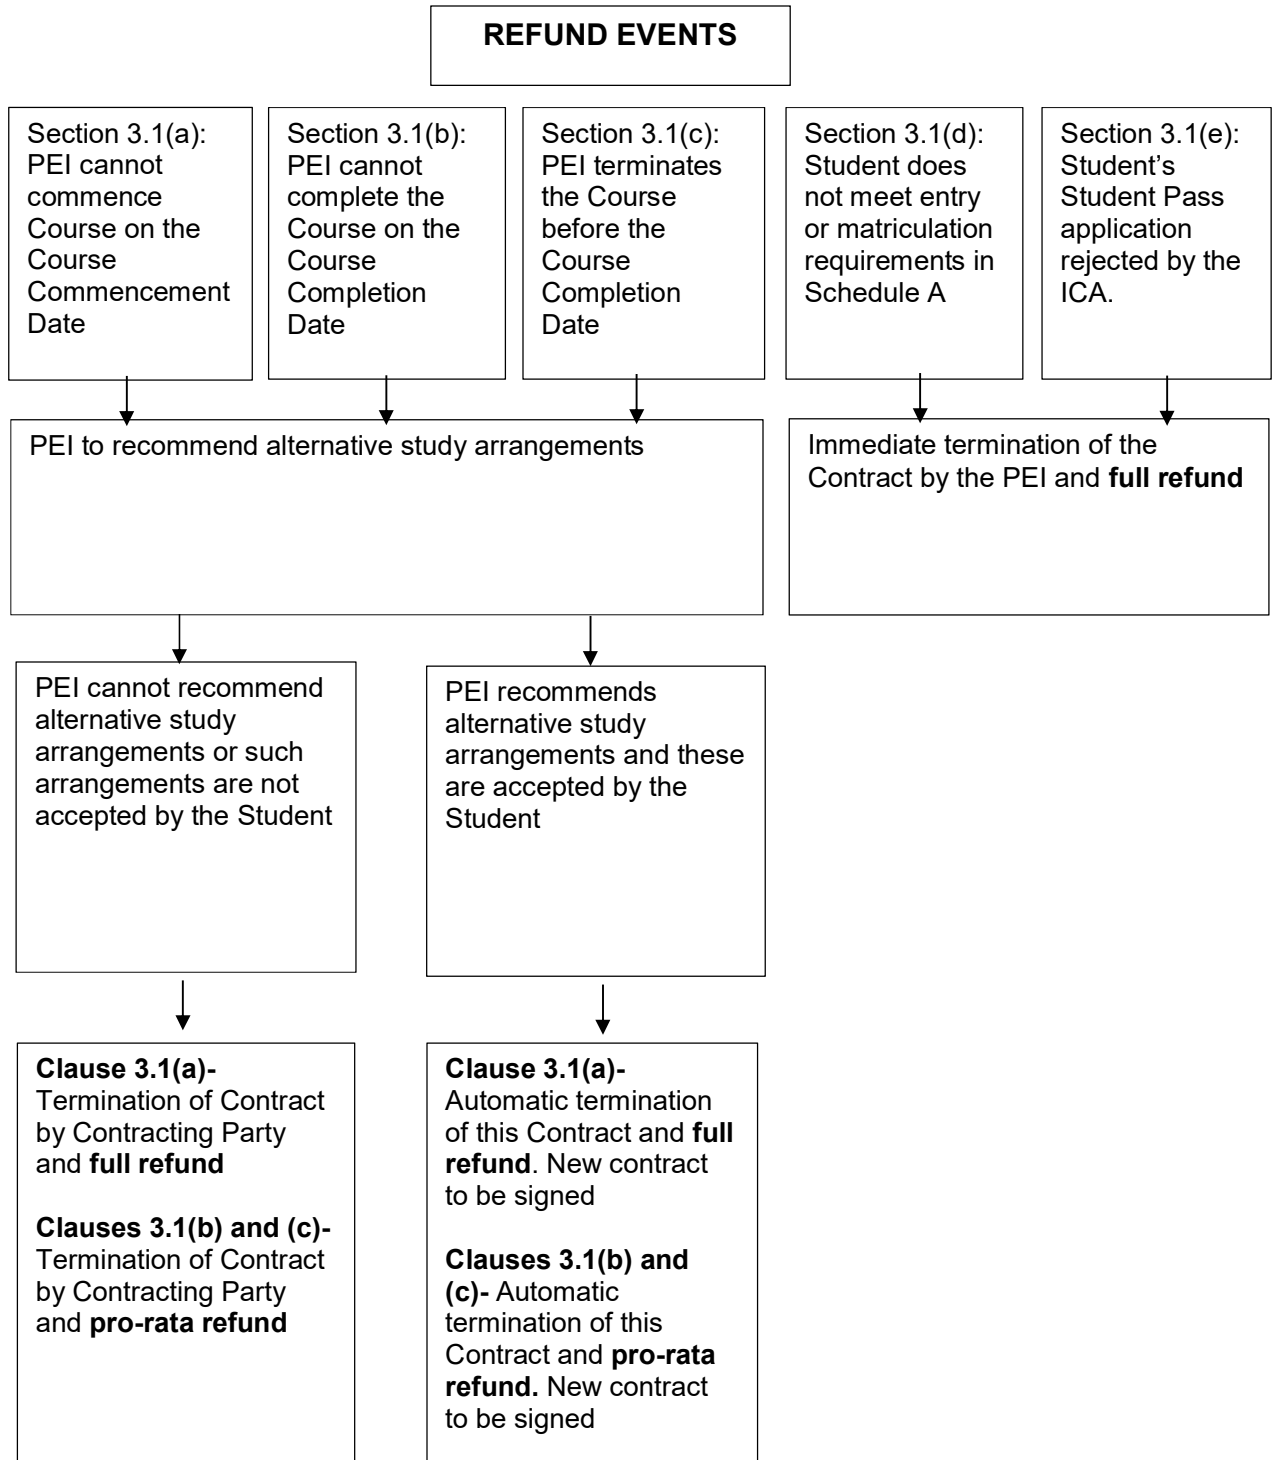 REFUND EVENTS
Section 3.1(a):
PEI cannot
commence
Course on the
Course
Commencement
Date
Section 3.1(b):
PEI cannot
complete the
Course on the
Course
Completion
Date
Section 3.1(c):
PEI terminates
the Course
before the
Course
Completion
Date
Section 3.1(d):
Student does
not meet entry
or matriculation
requirements in
Schedule A
Section 3.1(e):
Student’s
Student Pass
application
rejected by the
ICA.
PEI to recommend alternative study arrangements
Immediate termination of the
Contract by the PEI and full refund
PEI cannot recommend
alternative study
arrangements or such
arrangements are not
accepted by the Student
PEI recommends
alternative study
arrangements and these
are accepted by the
Student
Clause 3.1(a)-
Termination of Contract
by Contracting Party
and full refund
Clauses 3.1(b) and (c)-
Termination of Contract
by Contracting Party
and pro-rata refund
Clause 3.1(a)-
Automatic termination
of this Contract and full
refund. New contract
to be signed
Clauses 3.1(b) and
(c)- Automatic
termination of this
Contract and pro-rata
refund. New contract
to be signed